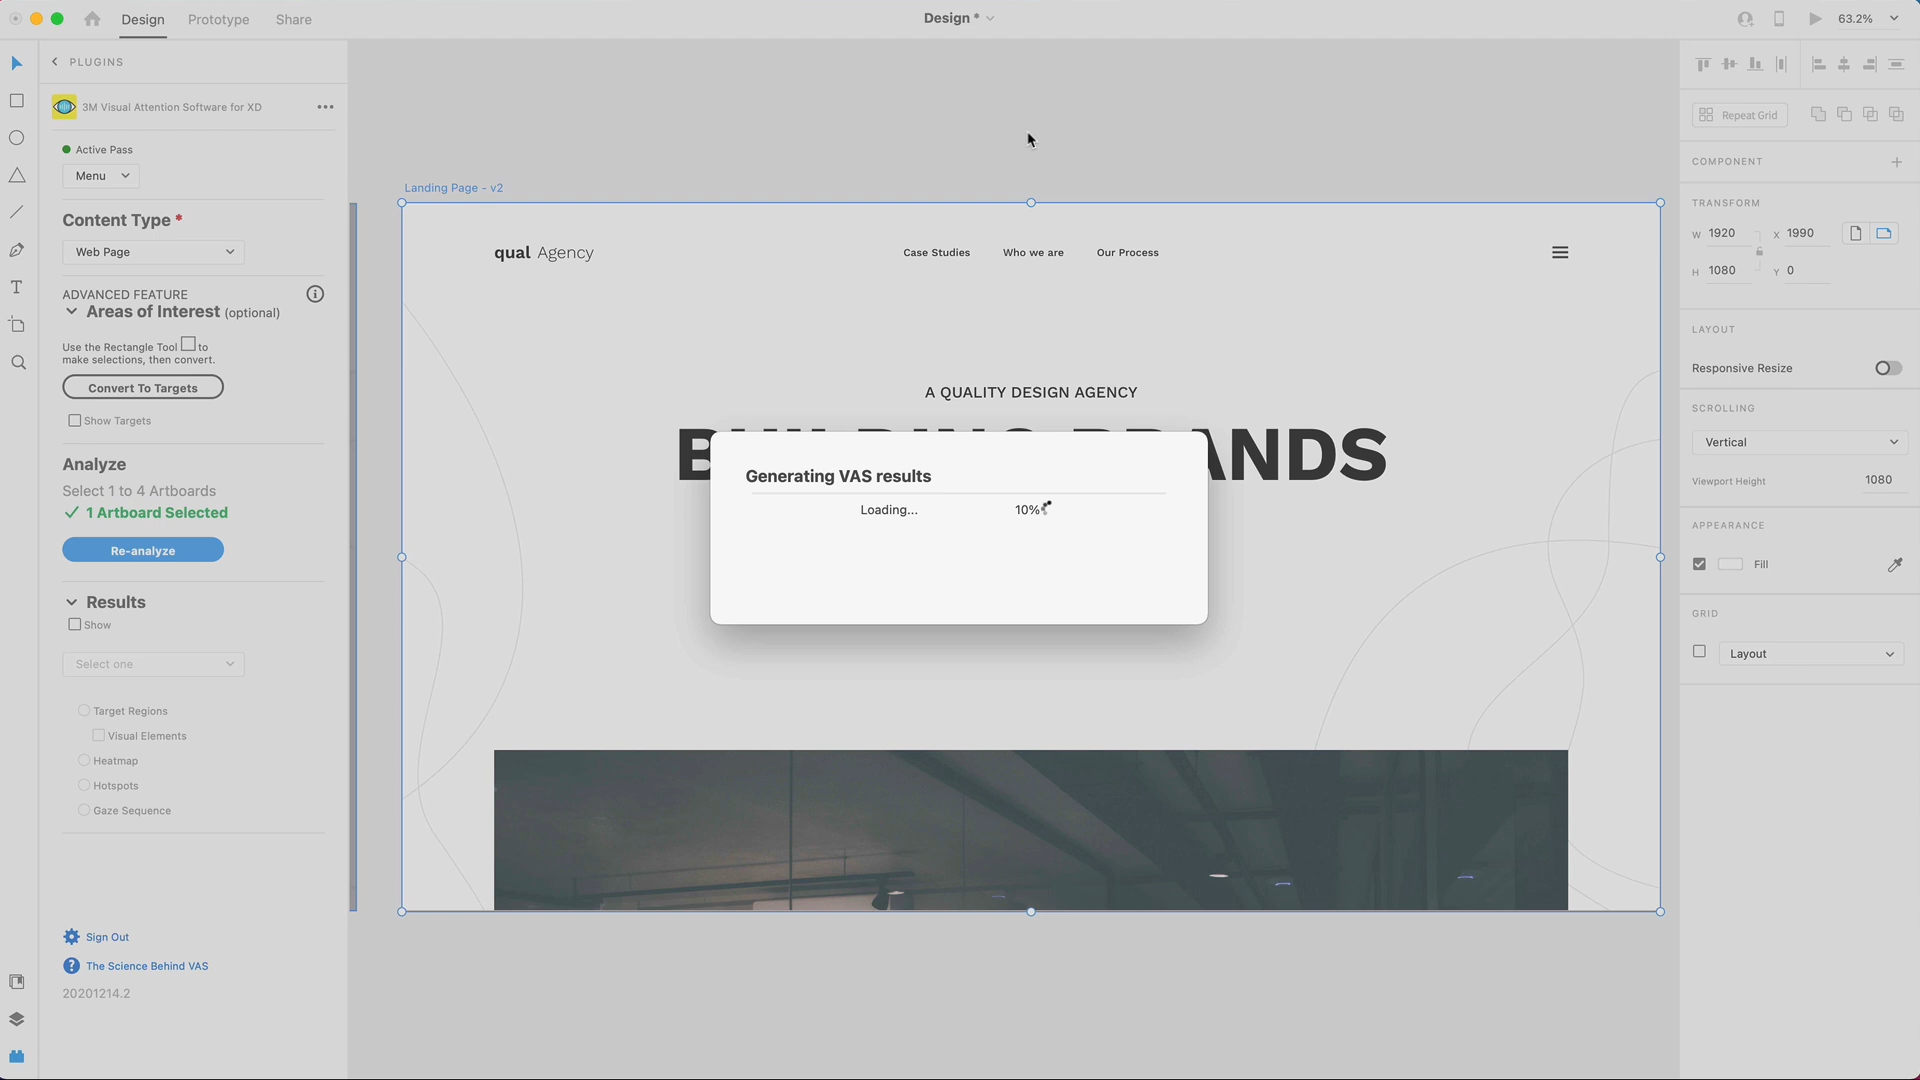 Design
Prototype
Share
Design *
63.2%
PLUGINS
3M Visual Attention Software for XD
Active Pass
Menu
Content Type *
Web Page
ADVANCED FEATURE
Areas of Interest (optional)
Use the Rectangle Tool to
make selections, then convert.
Convert To Targets
Show Targets
Analyze
Select 1 to 4 Artboards
1 Artboard Selected
Re-analyze
Results
Show
Select one
Target Regions
Visual Elements
Heatmap
Hotspots
Gaze Sequence
Sign Out
The Science Behind VAS
20201214.2
Landing Page - v2
qual Agency
Case Studies
Who we are
Our Process
A QUALITY DESIGN AGENCY
Generating VAS results
Loading...
10%
Repeat Grid
COMPONENT
TRANSFORM
W 1920
X 1990
H 1080
Y 0
LAYOUT
Responsive Resize
SCROLLING
Vertical
Viewport Height
1080
APPEARANCE
Fill
GRID
Layout